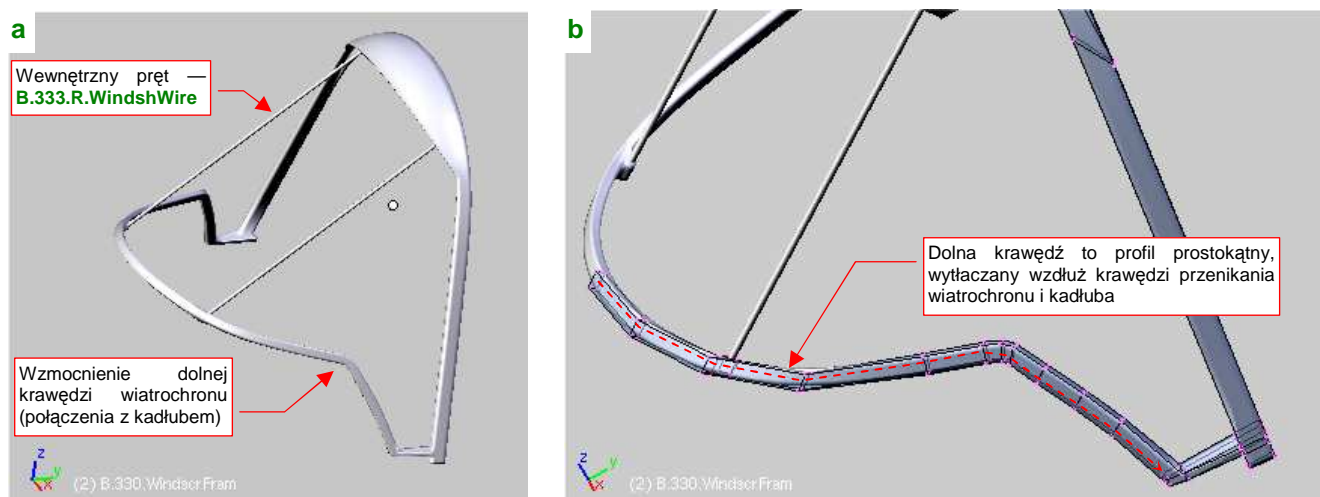 a
Wewnętrzny pręt —
B.333.R.WindshWire
Wzmocnienie dolnej
krawędzi wiatrochronu
(połączenia z kadłubem)
z
y
x
(2) B.330.WindscrFram
b
Dolna krawędź to profil prostokątny,
wytłaczany wzdłuż krawędzi przenikania
wiatrochronu i kadłuba
z
y
x
(2) B.330.WindscrFram